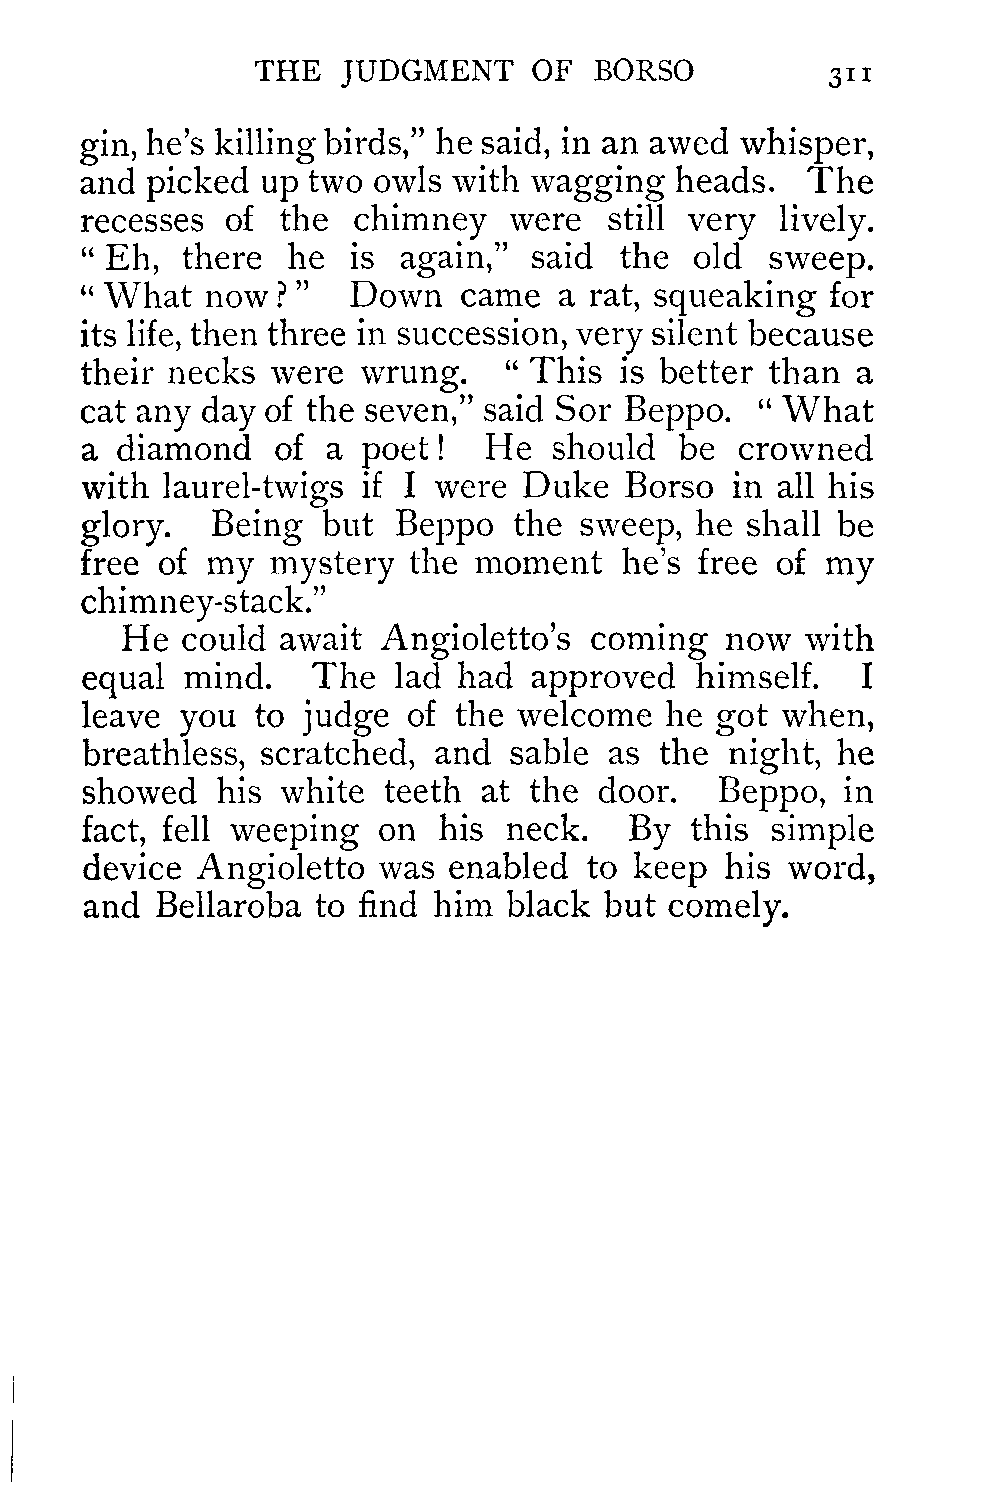 THE JUDGMENT OF BORSO 311
gin, he's killing birds," he said, in an awed whisper,
and picked up two owls with wagging heads. The
recesses of the chimney were still very lively.
" Eh, there he is again," said the old sweep.
" What now ? " Down came a rat, squeaking for
its life, then three in succession, very silent because
their necks were wrung. " This is better than a
cat any day of the seven," said Sor Beppo. " What
a diamond of a poet ! He should be crowned
with laurel-twigs if I were Duke Borso in all his
glory. Being but Beppo the sweep, he shall be
free of my mystery the moment he's free of my
chimney-stack."
He could await Angioletto's coming now with
equal mind. The lad had approved himself. I
leave you to judge of the welcome he got when,
breathless, scratched, and sable as the night, he
showed his white teeth at the door. Beppo, in
fact, fell weeping on his neck. By this simple
device Angioletto was enabled to keep his word,
and Bellaroba to find him black but comely.